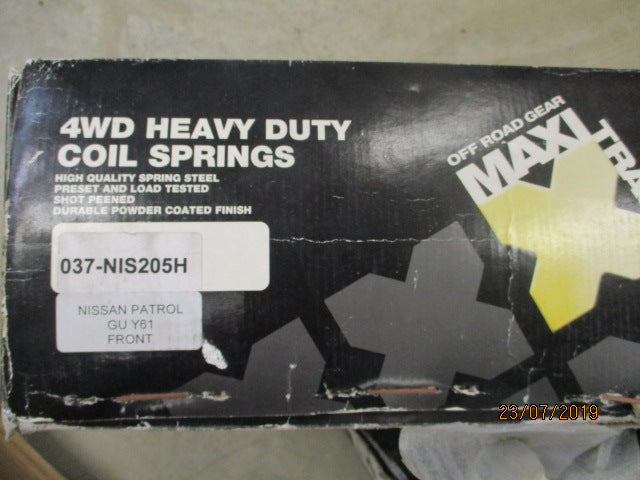 4WD HEAVY DUTY
COIL SPRINGS
HIGH QUALITY SPRING STEEL
PRESET AND LOAD TESTED
SHOT PEENED
DURABLE POWDER COATED FINISH
037-NIS205H
NISSAN PATROL
GU Y61
FRONT
OFF ROAD GEAR
MAXI
TRA
23/07/2019